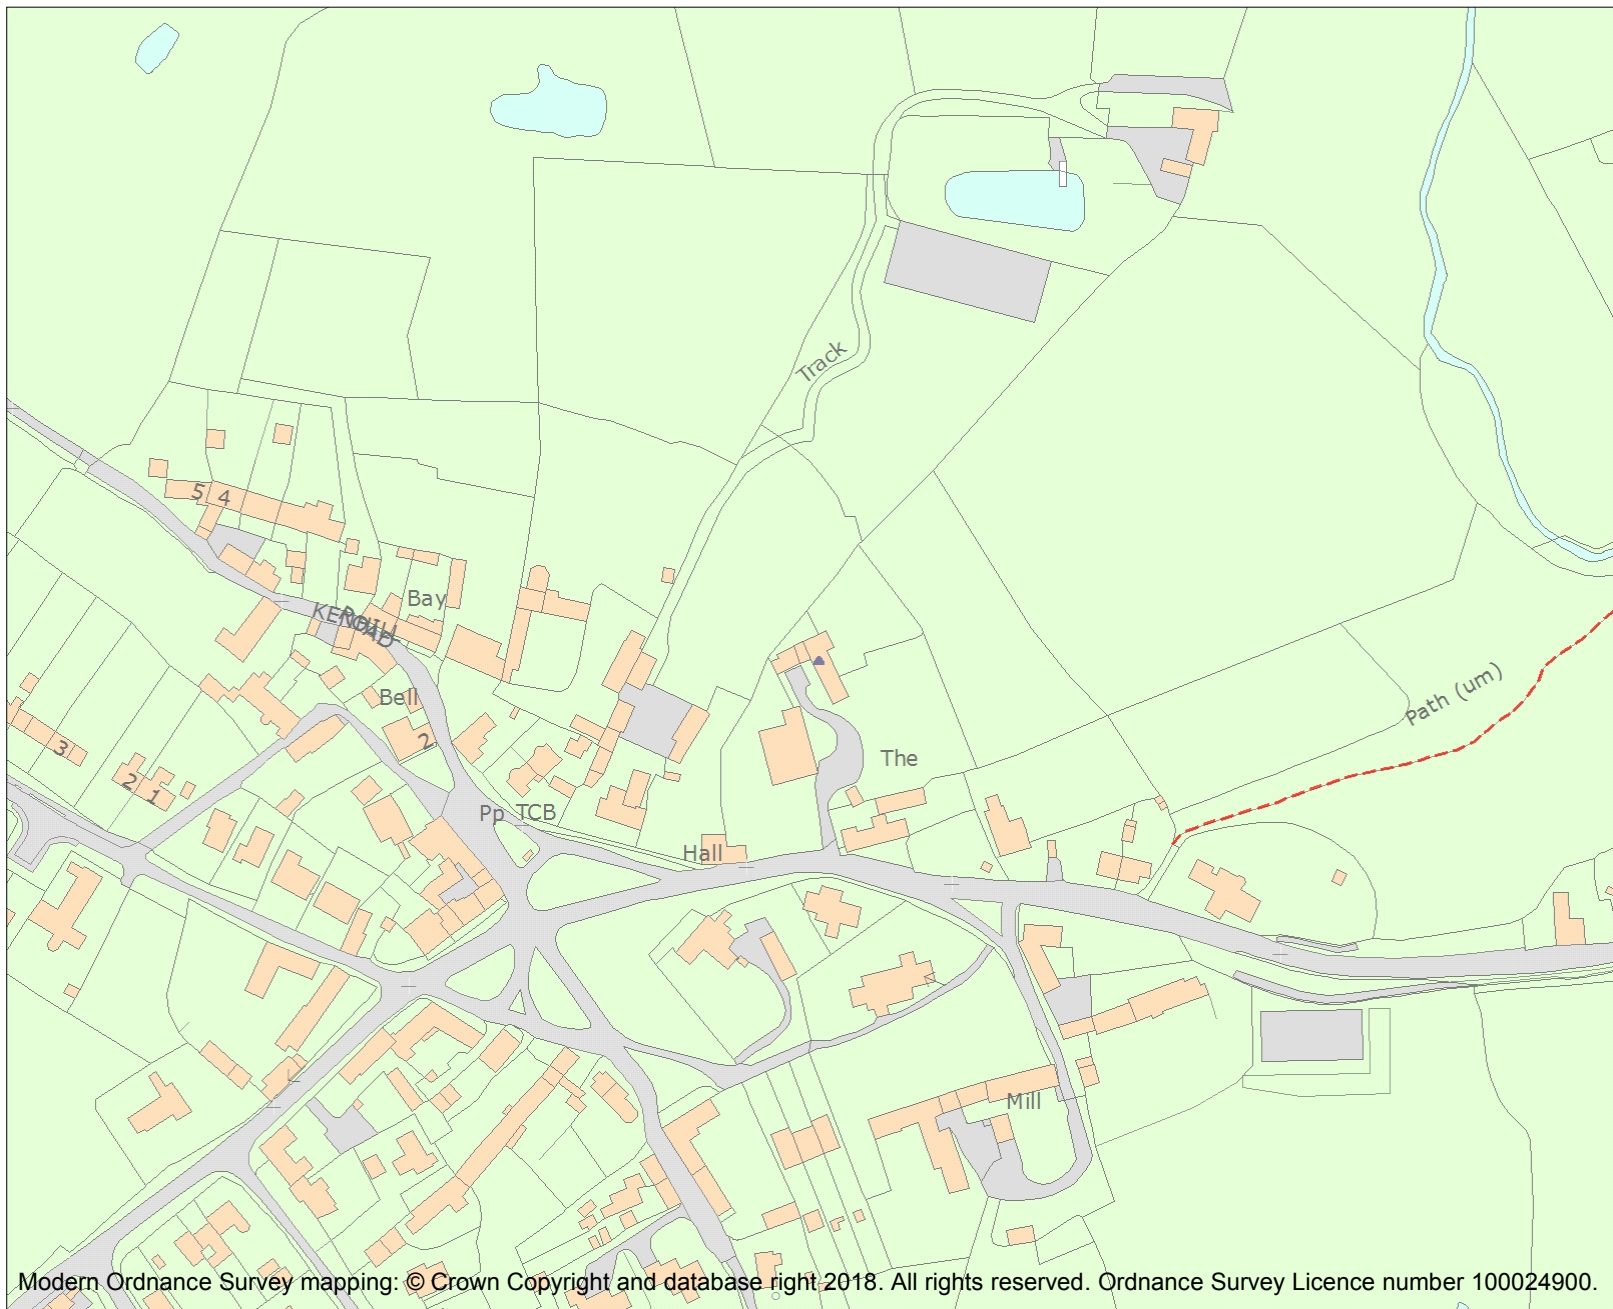 Track
5 4
Bay
KENDAL
Path (um)
Bell
3
2
2 1
The
Pp TCB
Hall
Mill
Modern Ordnance Survey mapping: © Crown Copyright and database right 2018. All rights reserved. Ordnance Survey Licence number 100024900.